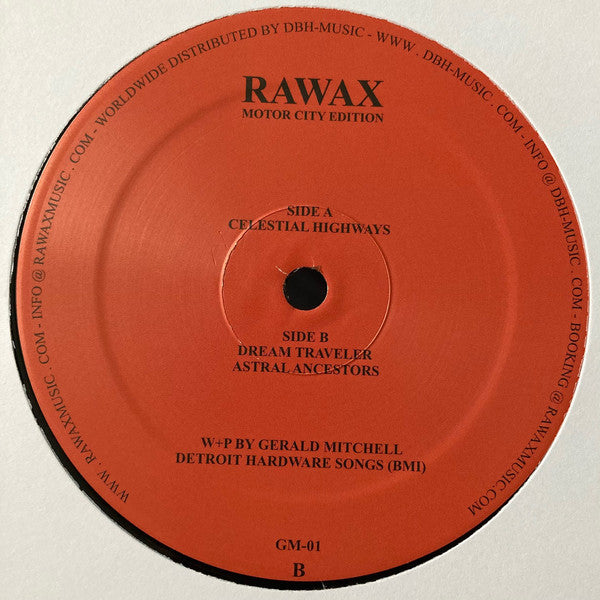 RAWAX
MOTOR CITY EDITION
SIDE A
CELESTIAL HIGHWAYS
SIDE B
DREAM TRAVELER
ASTRAL ANCESTORS
W+P BY GERALD MITCHELL
DETROIT HARDWARE SONGS (BMI)
GM-01
B
WWW . RAWAXMUSIC . COM - INFO @ RAWAXMUSIC . COM - WORLDWIDE DISTRIBUTED BY DBH-MUSIC - WWW . DBH-MUSIC . COM - INFO @ DBH-MUSIC . COM - BOOKING @ RAWAXMUSIC.COM